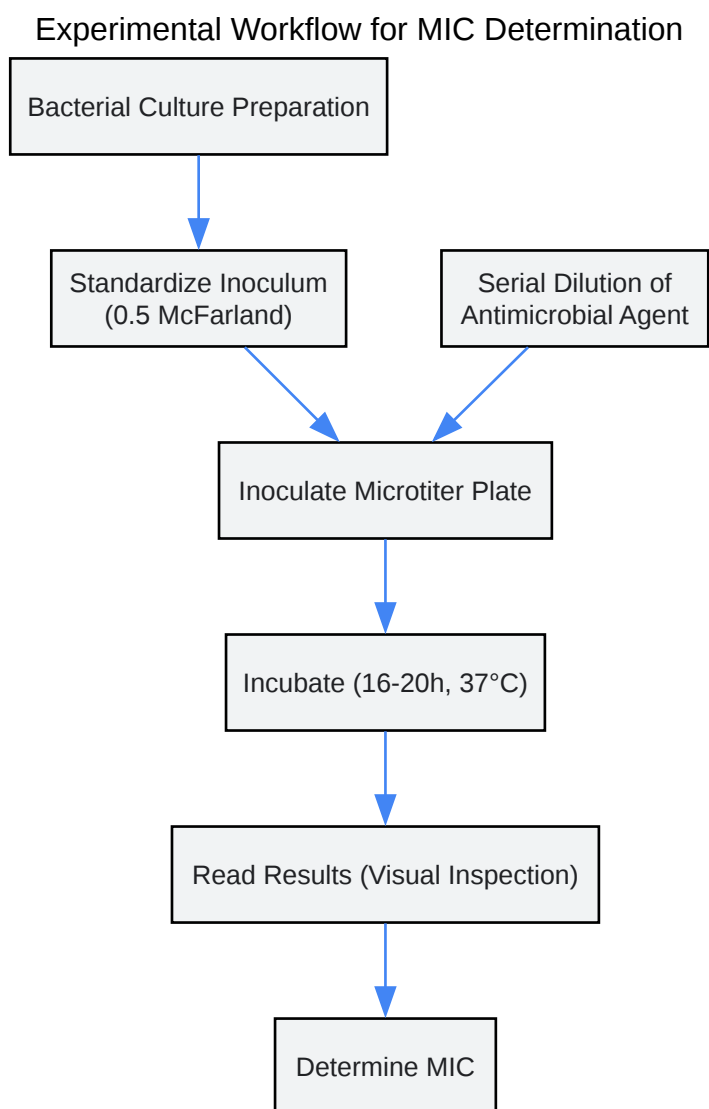 Experimental Workflow for MIC Determination
Bacterial Culture Preparation
Standardize Inoculum
(0.5 McFarland)
Serial Dilution of
Antimicrobial Agent
Inoculate Microtiter Plate
Incubate (16-20h, 37°C)
Read Results (Visual Inspection)
Determine MIC